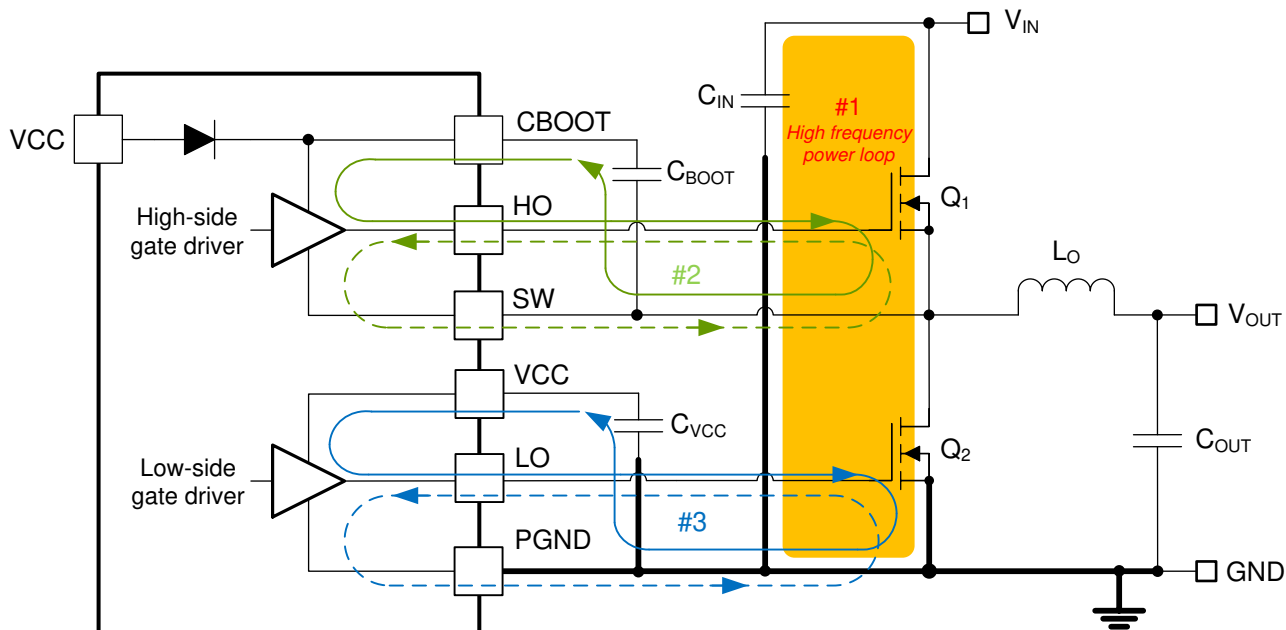 VIN
CIN
#1
High frequency
power loop
VCC
CBOOT
CBOOT
High-side
gate driver
HO
Q1
#2
LO
SW
VOUT
VCC
CVCC
COUT
Low-side
gate driver
LO
Q2
#3
PGND
GND